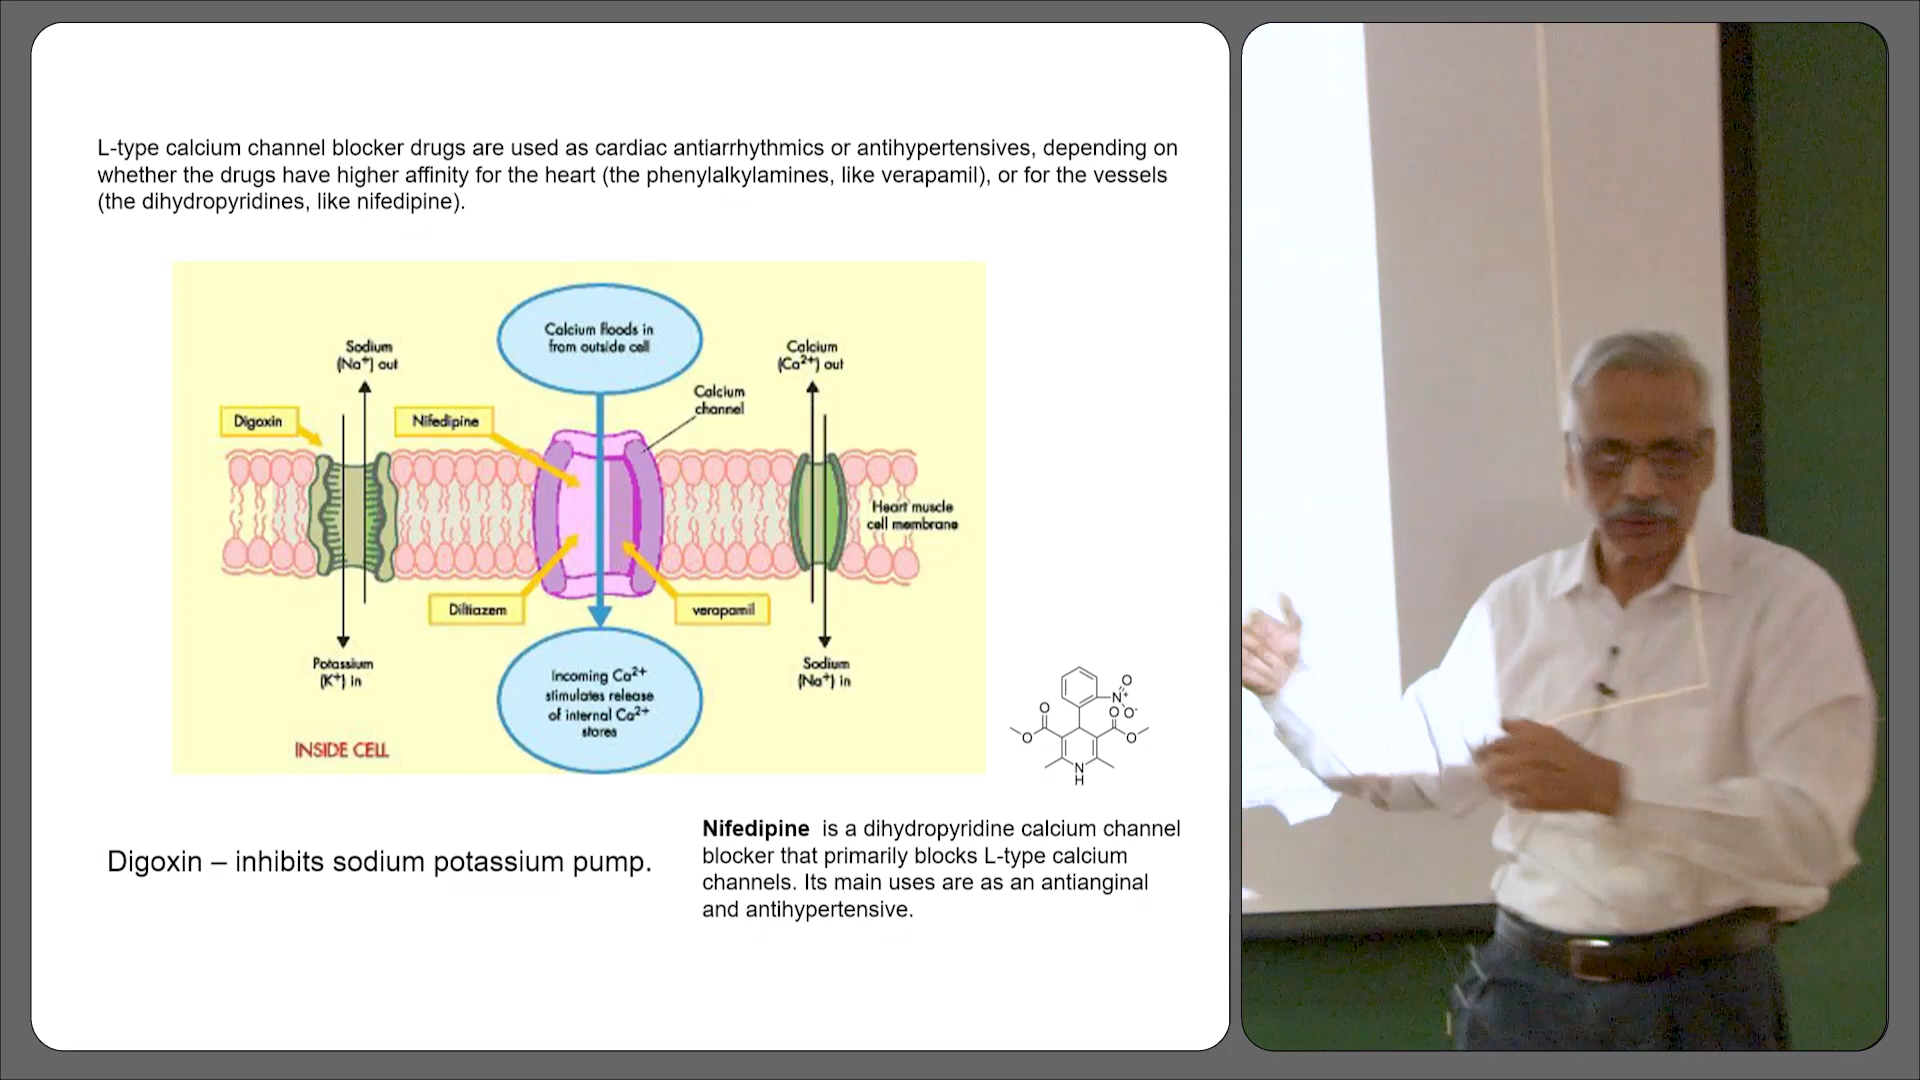 L-type calcium channel blocker drugs are used as cardiac antiarrhythmics or antihypertensives, depending on
whether the drugs have higher affinity for the heart (the phenylalkylamines, like verapamil), or for the vessels
(the dihydropyridines, like nifedipine).
Calcium floods in
from outside cell
Sodium
(Na⁺) out
Calcium
(Ca²⁺) out
Calcium
channel
Digoxin
Nifedipine
Heart muscle
cell membrane
Diltiazem
verapamil
Potassium
(K⁺) in
Incoming Ca²⁺
stimulates release
of internal Ca²⁺
stores
Sodium
(Na⁺) in
INSIDE CELL
O
N⁺
O⁻
O
O
O
O
N
H
Digoxin – inhibits sodium potassium pump.
Nifedipine is a dihydropyridine calcium channel
blocker that primarily blocks L-type calcium
channels. Its main uses are as an antianginal
and antihypertensive.